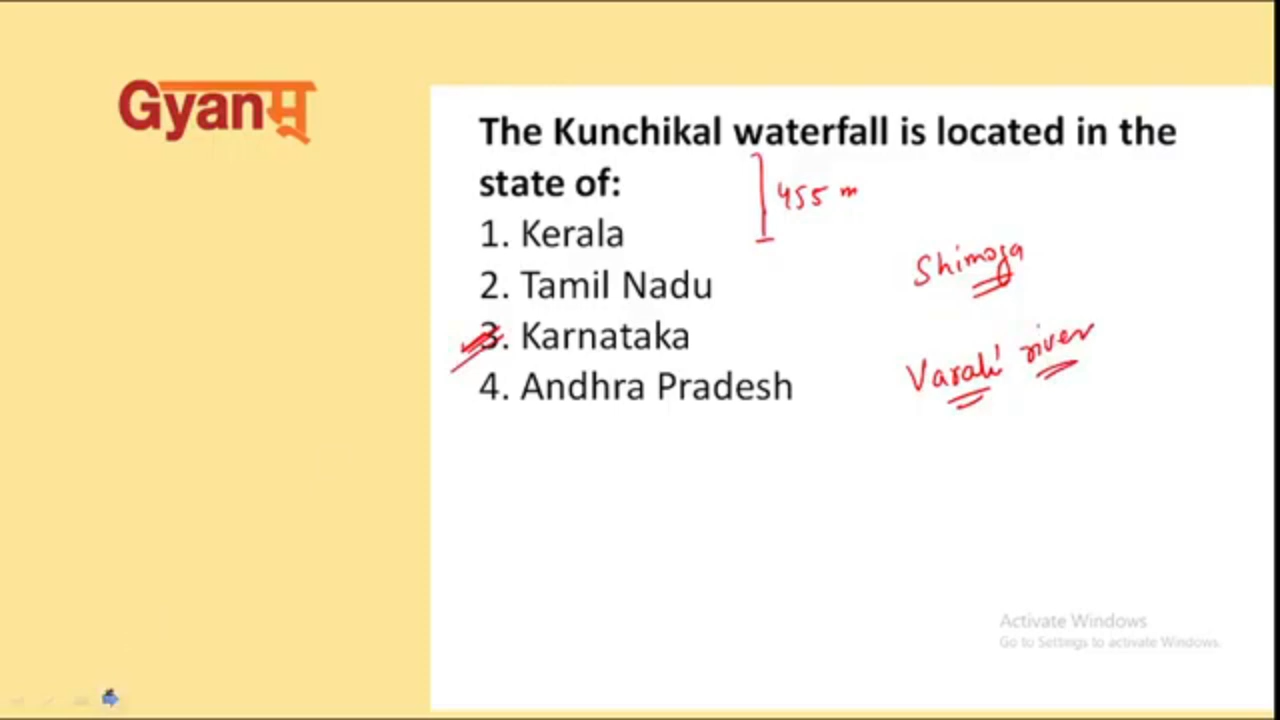 Gyanम्
The Kunchikal waterfall is located in the
state of:
455 m
1. Kerala
Shimoga
2. Tamil Nadu
3. Karnataka
Varahi river
4. Andhra Pradesh
Activate Windows
Go to Settings to activate Windows.